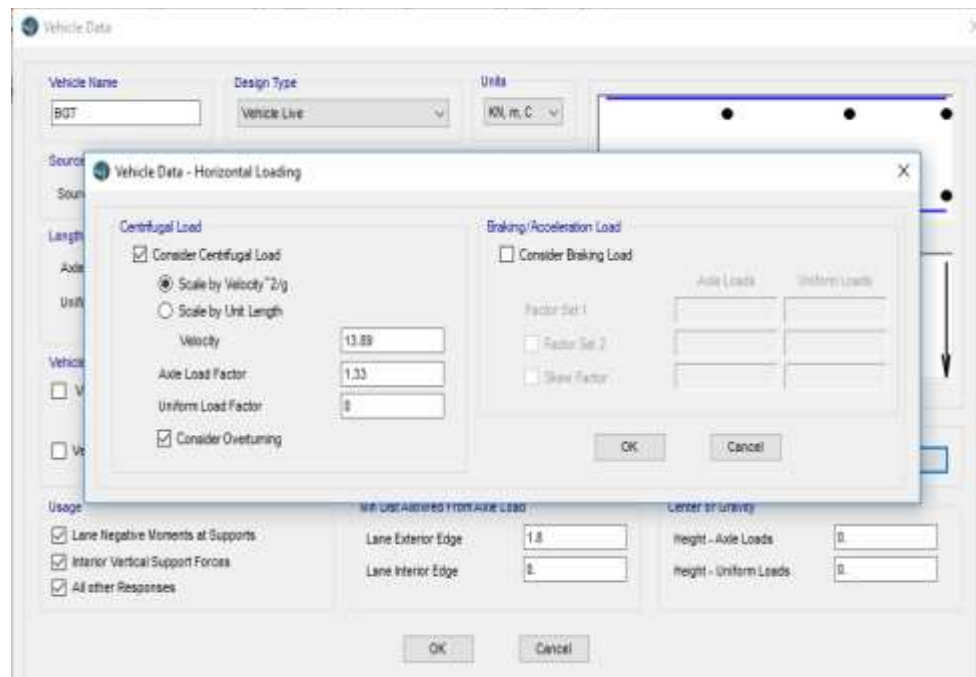 Vehicle Data
Vehicle Name
Design Type
Units
BGT
Vehicle Live
KN, m, C
Vehicle Data - Horizontal Loading
Centrifugal Load
Consider Centrifugal Load
Scale by Velocity^2/g
Scale by Unit Length
Velocity 13.89
Axle Load Factor 1.33
Uniform Load Factor 0
Consider Overturning
Braking/Acceleration Load
Consider Braking Load
Axle Loads Uniform Loads
Factor Set 1
Factor Set 2
Skew Factor
OK Cancel
Usage
Lane Negative Moments at Supports
Interior Vertical Support Forces
All other Responses
Min Dist Allowed From Axle Load
Lane Exterior Edge 1.8
Lane Interior Edge 0.
Center of Gravity
Height - Axle Loads 0.
Height - Uniform Loads 0.
OK Cancel